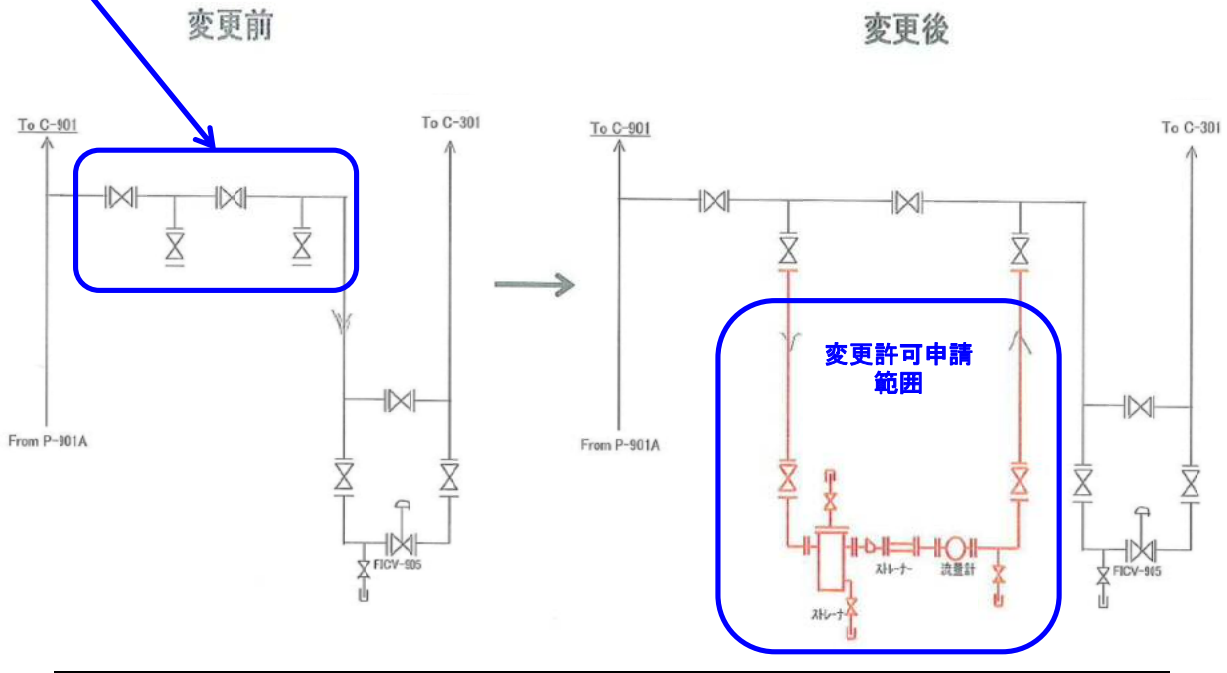 変更前
変更後
To C-901
To C-301
From P-901A
FICV-905
To C-901
To C-301
From P-901A
変更許可申請
範囲
ストレーナー
流量計
ストレーナー
FICV-905